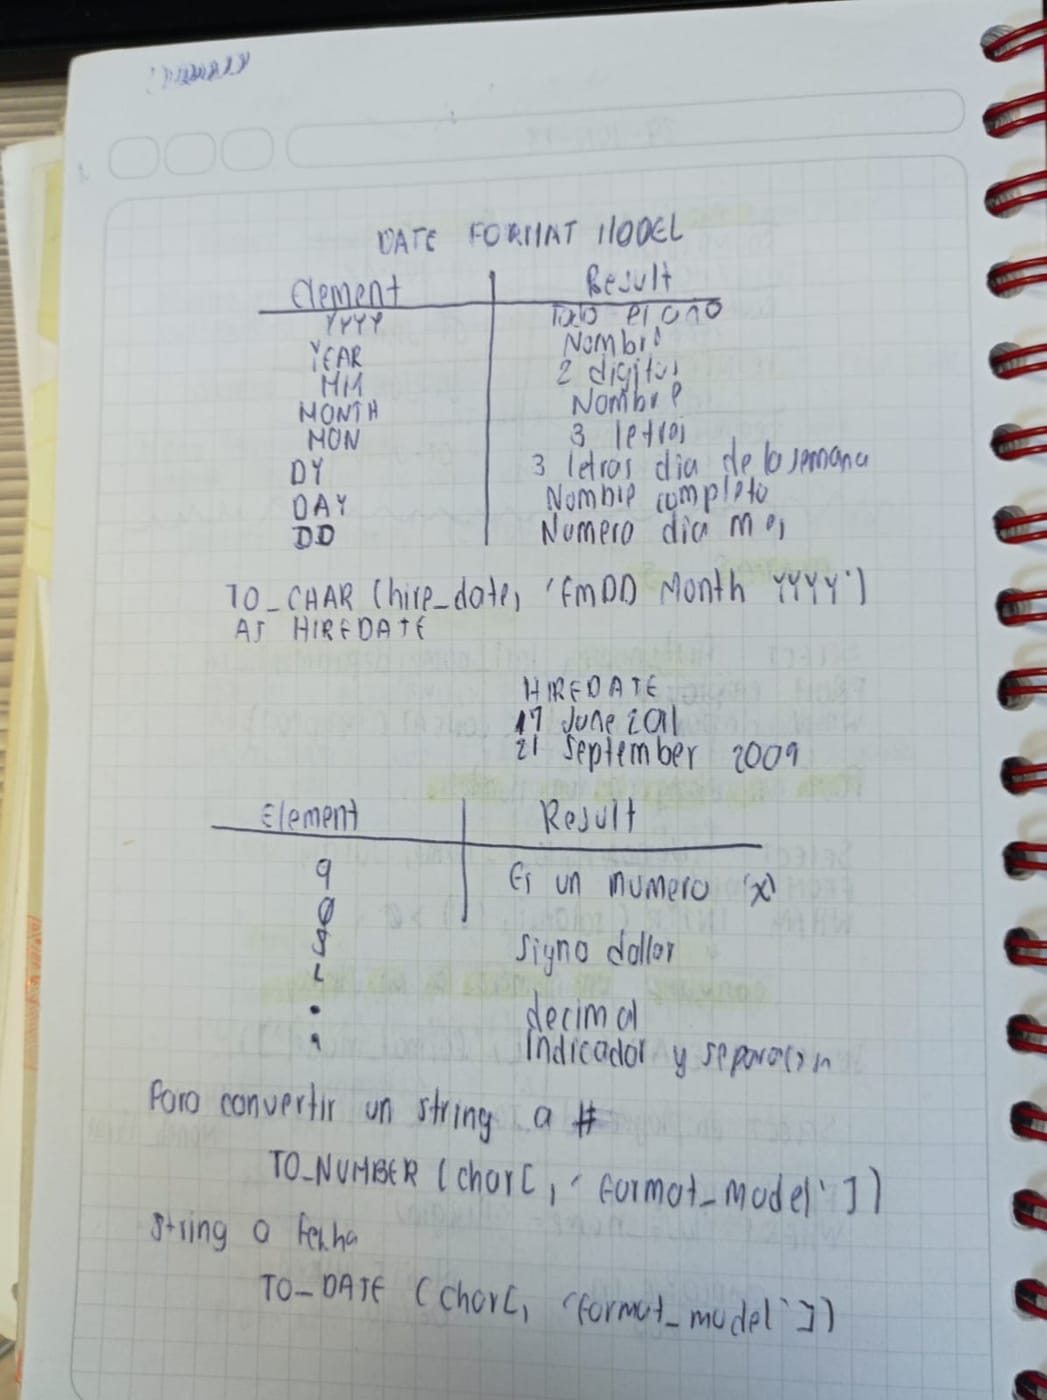 DATE FORMAT MODEL
Element Result
YYYY Todo el año
YEAR Nombre
MM 2 digitos
MONTH Nombre
MON 3 letras
DY 3 letras dia de la semana
DAY Nombre completo
DD Numero dia mes
TO_CHAR (hire_date, 'fmDD Month YYYY')
AS HIREDATE
HIREDATE
17 June 2011
21 September 2009
Element Result
9 Es un numero (x)
0
$ Signo dollar
L
. decimal
, Indicador y separacion
Para convertir un string a #
TO_NUMBER (char[, 'format_model'])
string a fecha
TO_DATE (char[, 'format_model'])